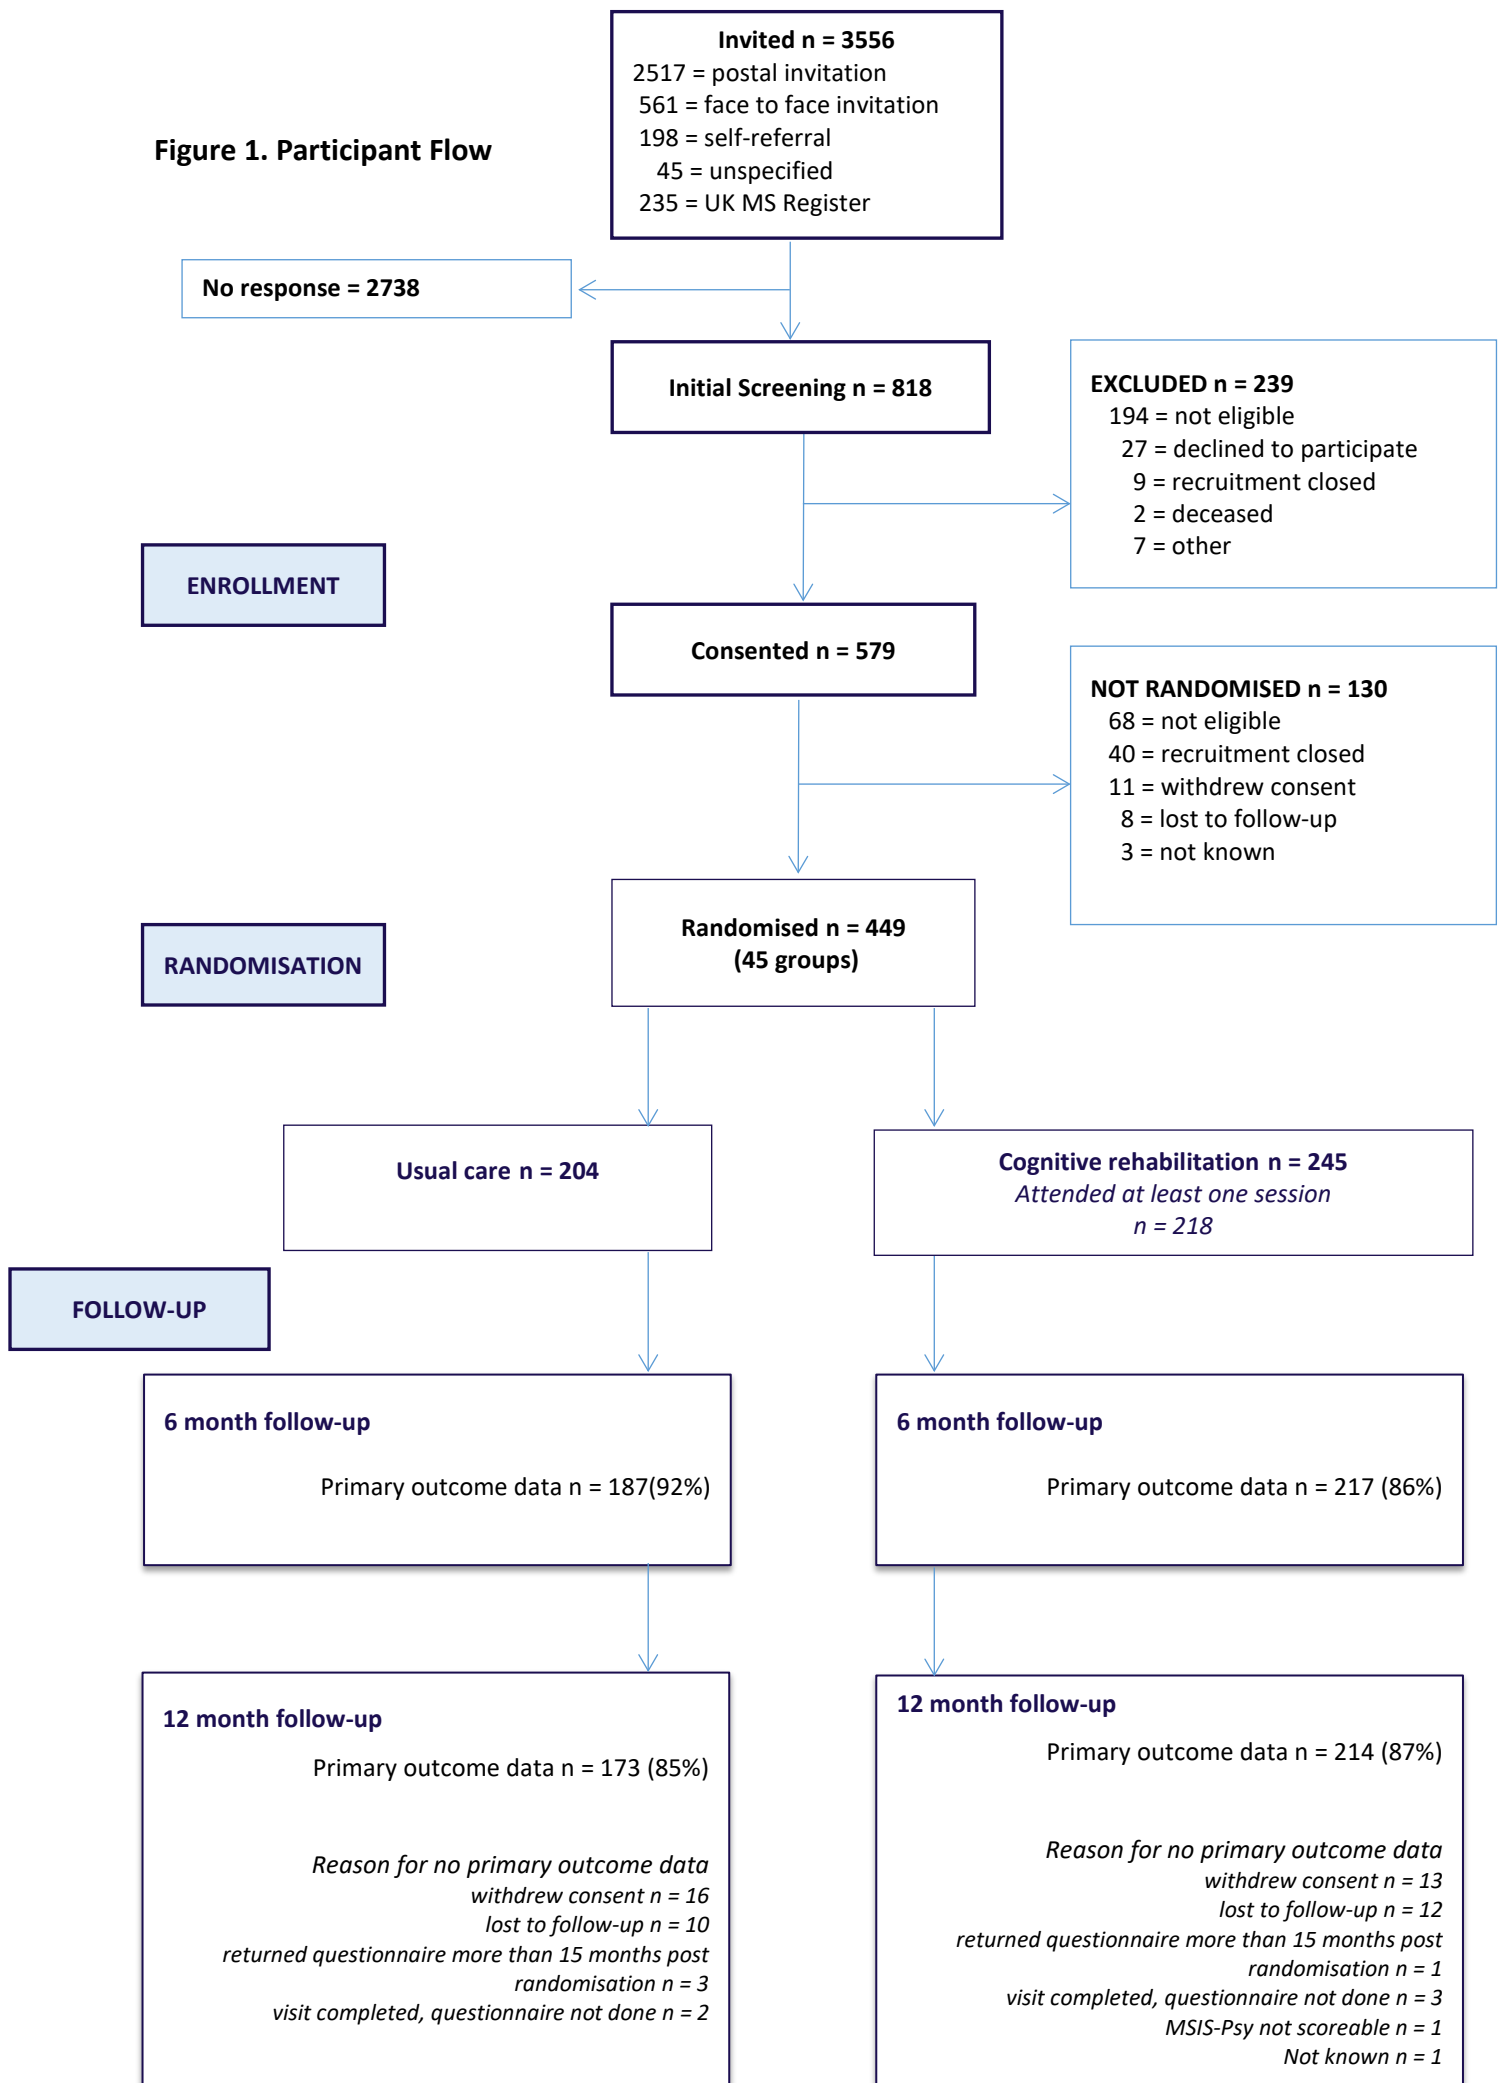 Invited n = 3556
2517 = postal invitation
561 = face to face invitation
198 = self-referral
45 = unspecified
235 = UK MS Register
Figure 1. Participant Flow
No response = 2738
Initial Screening n = 818
EXCLUDED n = 239
194 = not eligible
27 = declined to participate
9 = recruitment closed
2 = deceased
7 = other
ENROLLMENT
Consented n = 579
NOT RANDOMISED n = 130
68 = not eligible
40 = recruitment closed
11 = withdrew consent
8 = lost to follow-up
3 = not known
Randomised n = 449
(45 groups)
RANDOMISATION
Usual care n = 204
Cognitive rehabilitation n = 245
Attended at least one session
n = 218
FOLLOW-UP
6 month follow-up
Primary outcome data n = 187(92%)
6 month follow-up
Primary outcome data n = 217 (86%)
12 month follow-up
Primary outcome data n = 173 (85%)
Reason for no primary outcome data
withdrew consent n = 16
lost to follow-up n = 10
returned questionnaire more than 15 months post
randomisation n = 3
visit completed, questionnaire not done n = 2
12 month follow-up
Primary outcome data n = 214 (87%)
Reason for no primary outcome data
withdrew consent n = 13
lost to follow-up n = 12
returned questionnaire more than 15 months post
randomisation n = 1
visit completed, questionnaire not done n = 3
MSIS-Psy not scoreable n = 1
Not known n = 1